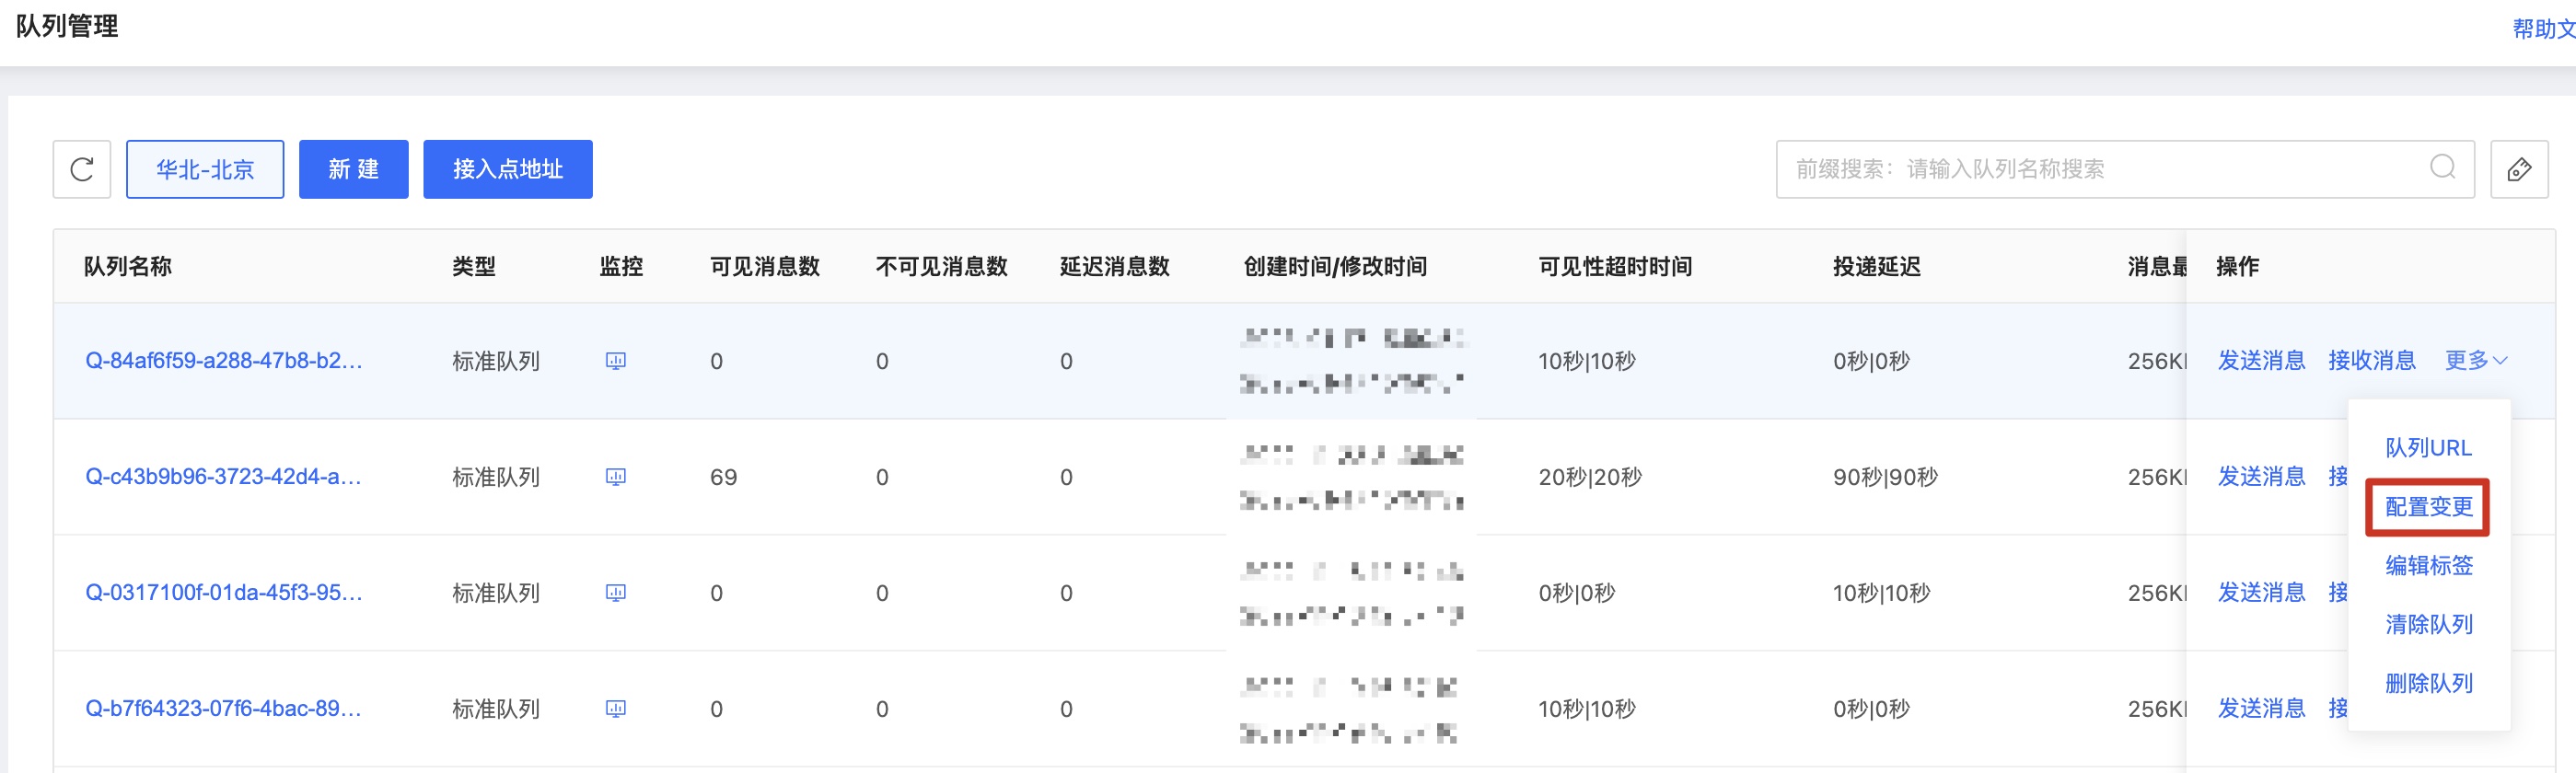 队列管理
帮助文
华北-北京 新 建 接入点地址 前缀搜索：请输入队列名称搜索
队列名称 类型 监控 可见消息数 不可见消息数 延迟消息数 创建时间/修改时间 可见性超时时间 投递延迟 消息最 操作
Q-84af6f59-a288-47b8-b2... 标准队列 0 0 0 10秒|10秒 0秒|0秒 256K 发送消息 接收消息 更多
队列URL
Q-c43b9b96-3723-42d4-a... 标准队列 69 0 0 20秒|20秒 90秒|90秒 256K 发送消息 接
配置变更
编辑标签
Q-0317100f-01da-45f3-95... 标准队列 0 0 0 0秒|0秒 10秒|10秒 256K 发送消息 接
清除队列
删除队列
Q-b7f64323-07f6-4bac-89... 标准队列 0 0 0 10秒|10秒 0秒|0秒 256K 发送消息 接